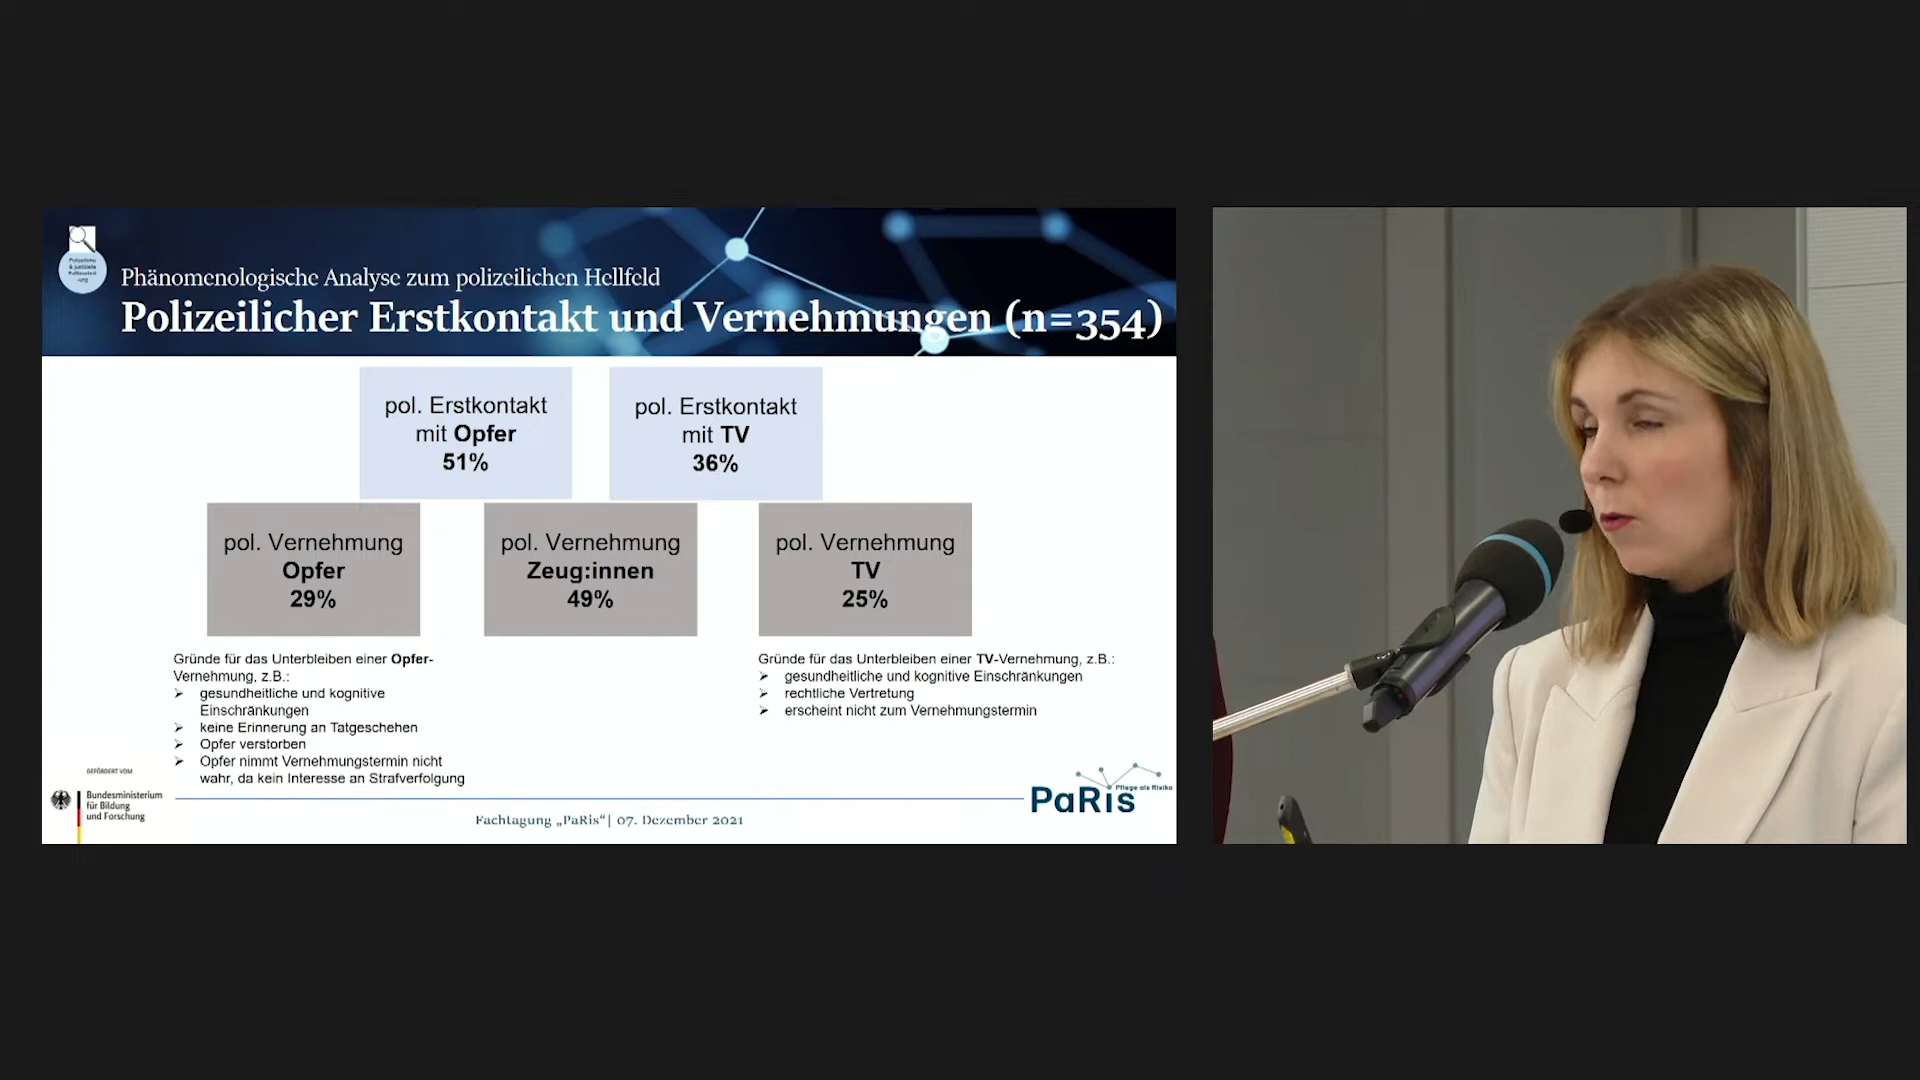 Polizeiliche
& justizielle
Phänomenologische Analyse zum polizeilichen Hellfeld
Polizeilicher Erstkontakt und Vernehmungen (n=354)
pol. Erstkontakt
mit Opfer
51%
pol. Erstkontakt
mit TV
36%
pol. Vernehmung
Opfer
29%
pol. Vernehmung
Zeug:innen
49%
pol. Vernehmung
TV
25%
Gründe für das Unterbleiben einer Opfer-
Vernehmung, z.B.:
➢ gesundheitliche und kognitive
Einschränkungen
➢ keine Erinnerung an Tatgeschehen
➢ Opfer verstorben
➢ Opfer nimmt Vernehmungstermin nicht
wahr, da kein Interesse an Strafverfolgung
Gründe für das Unterbleiben einer TV-Vernehmung, z.B.:
➢ gesundheitliche und kognitive Einschränkungen
➢ rechtliche Vertretung
➢ erscheint nicht zum Vernehmungstermin
GEFÖRDERT VOM
Bundesministerium
für Bildung
und Forschung
Fachtagung „PaRis“| 07. Dezember 2021
PaRis
Pflege als Risiko